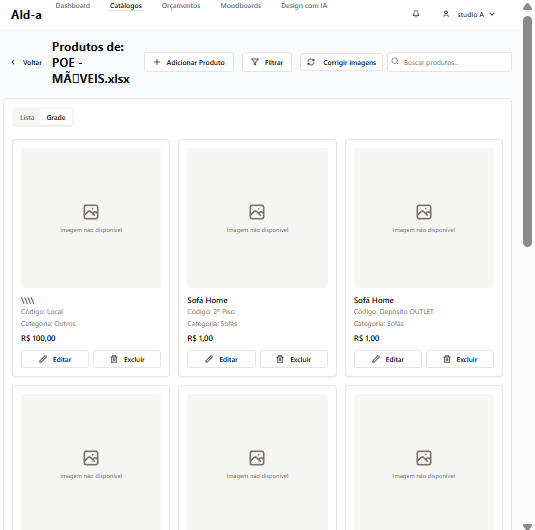 Ald-a
Dashboard
Catálogos
Orçamentos
Moodboards
Design com IA
studio A
Voltar
Produtos de:
POE -
MÃ�VEIS.xlsx
Adicionar Produto
Filtrar
Corrigir imagens
Buscar produtos...
Lista
Grade
Imagem não disponível
Imagem não disponível
Imagem não disponível
\\\\
Código: Local
Categoria: Outros
R$ 100,00
Editar
Excluir
Sofá Home
Código: 2º Piso
Categoria: Sofás
R$ 1,00
Editar
Excluir
Sofá Home
Código: Depósito OUTLET
Categoria: Sofás
R$ 1,00
Editar
Excluir
Imagem não disponível
Imagem não disponível
Imagem não disponível